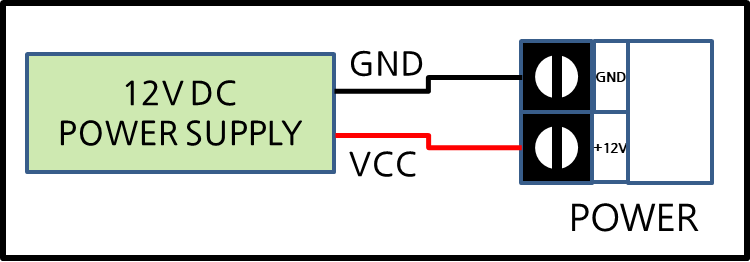 12V DC
POWER SUPPLY
GND
VCC
GND
+12V
POWER